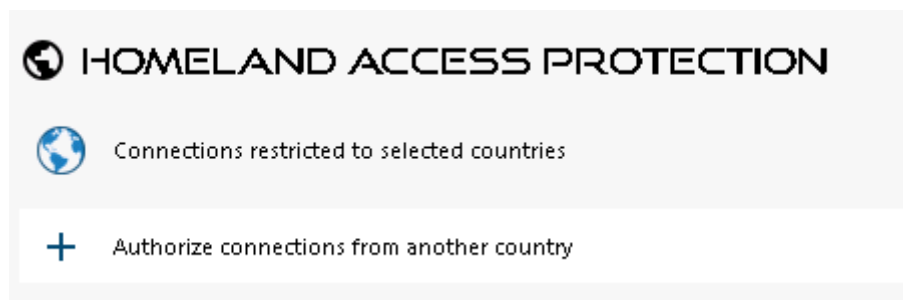 HOMELAND ACCESS PROTECTION
Connections restricted to selected countries
Authorize connections from another country